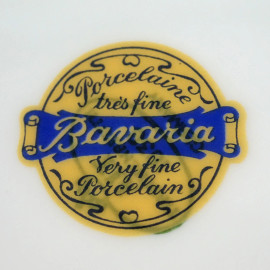 Porcelaine
très fine
Bavaria
Very fine
Porcelain